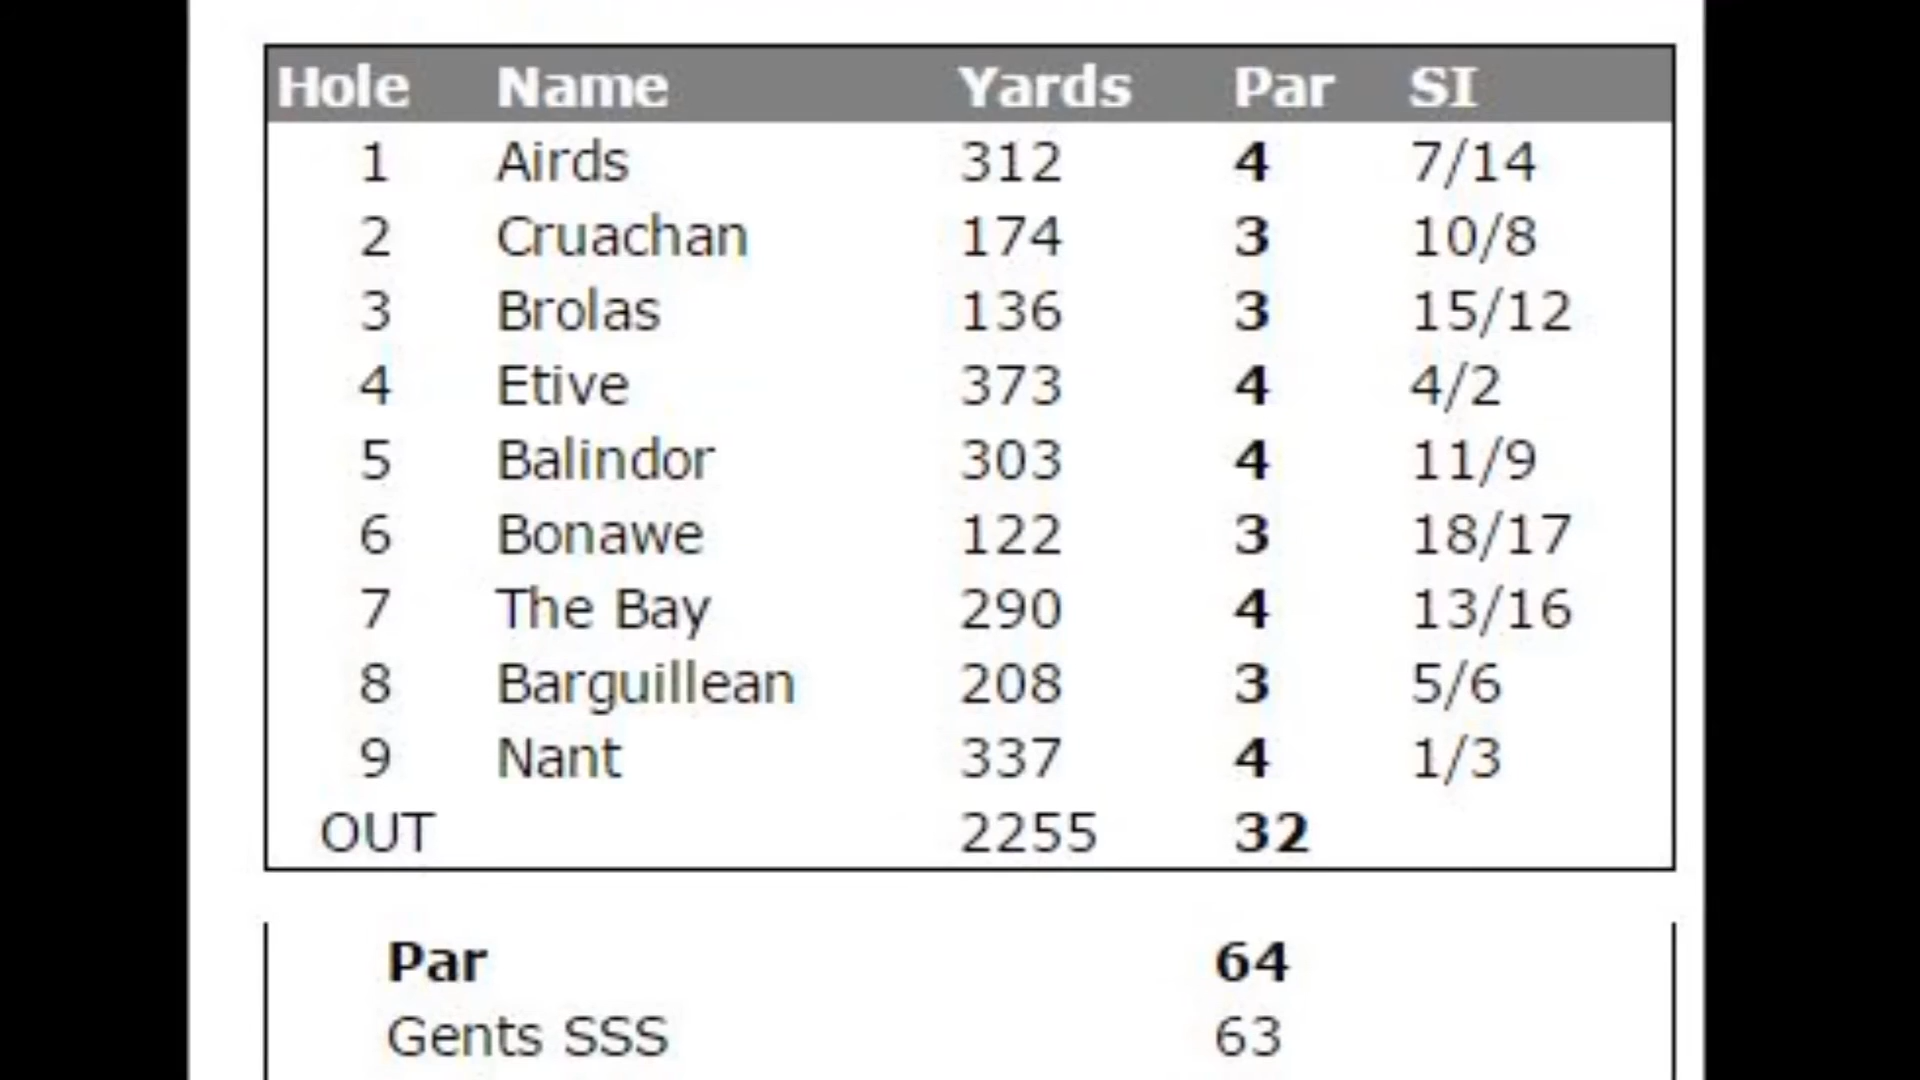 Hole Name Yards Par SI
1 Airds 312 4 7/14
2 Cruachan 174 3 10/8
3 Brolas 136 3 15/12
4 Etive 373 4 4/2
5 Balindor 303 4 11/9
6 Bonawe 122 3 18/17
7 The Bay 290 4 13/16
8 Barguillean 208 3 5/6
9 Nant 337 4 1/3
OUT 2255 32
Par 64
Gents SSS 63